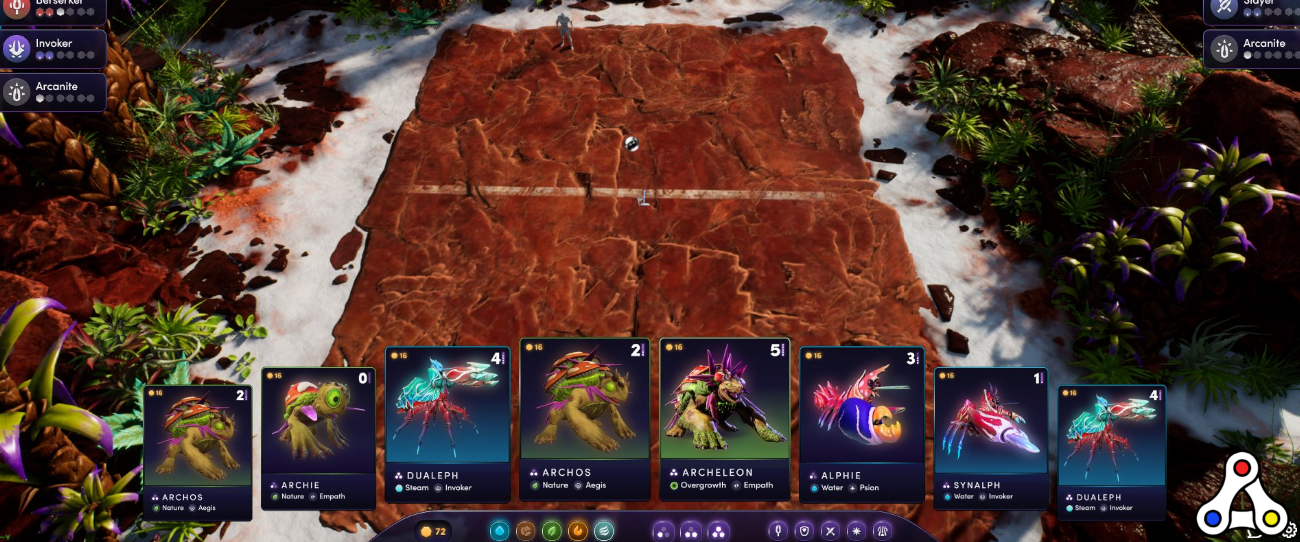 Berserker
Invoker
Arcanite
Slayer
Arcanite
16 2
ARCHOS
Nature Aegis
16 0
ARCHIE
Nature Empath
16 4
DUALEPH
Steam Invoker
16 2
ARCHOS
Nature Aegis
16 5
ARCHELEON
Overgrowth Empath
16 3
ALPHIE
Water Psion
16 1
SYNALPH
Water Invoker
16 4
DUALEPH
Steam Invoker
72